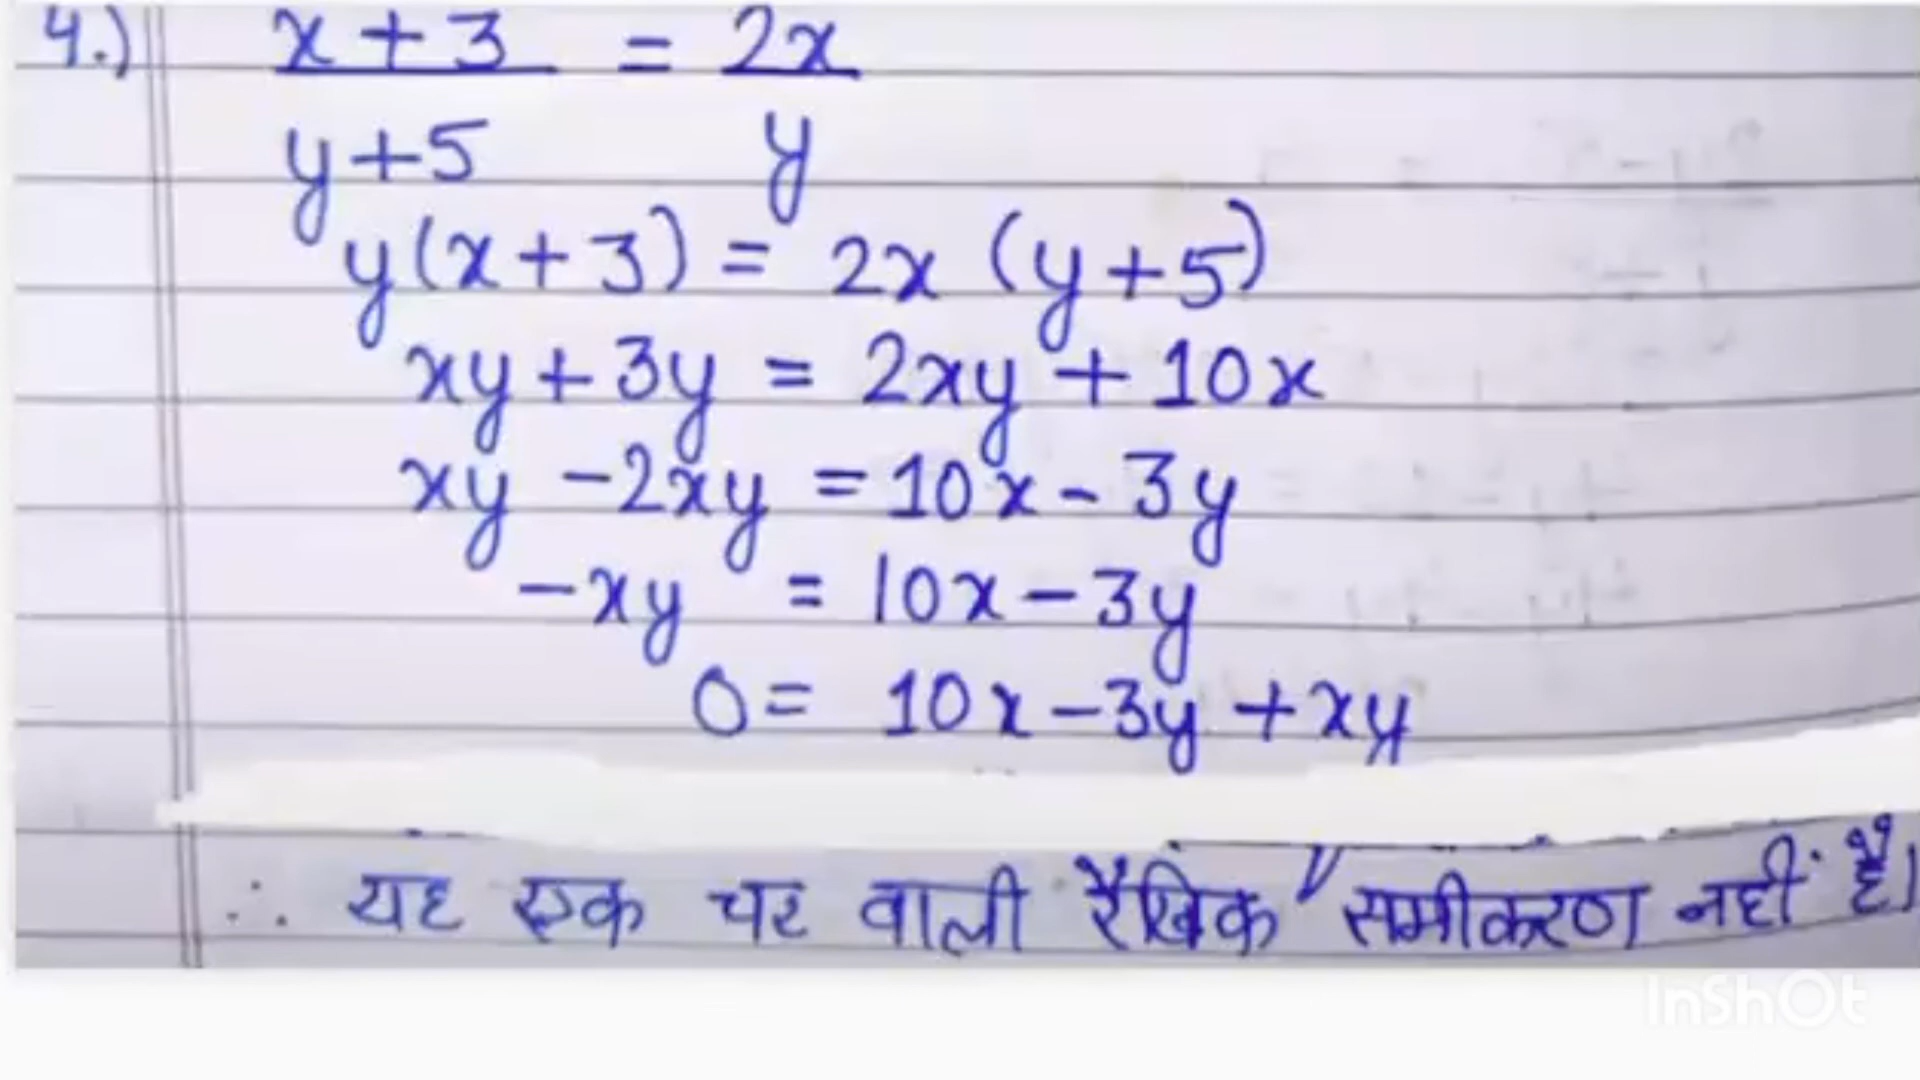 4.) x + 3 = 2x
y+5 y
y(x+3) = 2x (y+5)
xy + 3y = 2xy + 10x
xy - 2xy = 10x - 3y
-xy = 10x - 3y
0 = 10x - 3y + xy
∴ यह एक चर वाली रैखिक समीकरण नहीं है।
InShOt